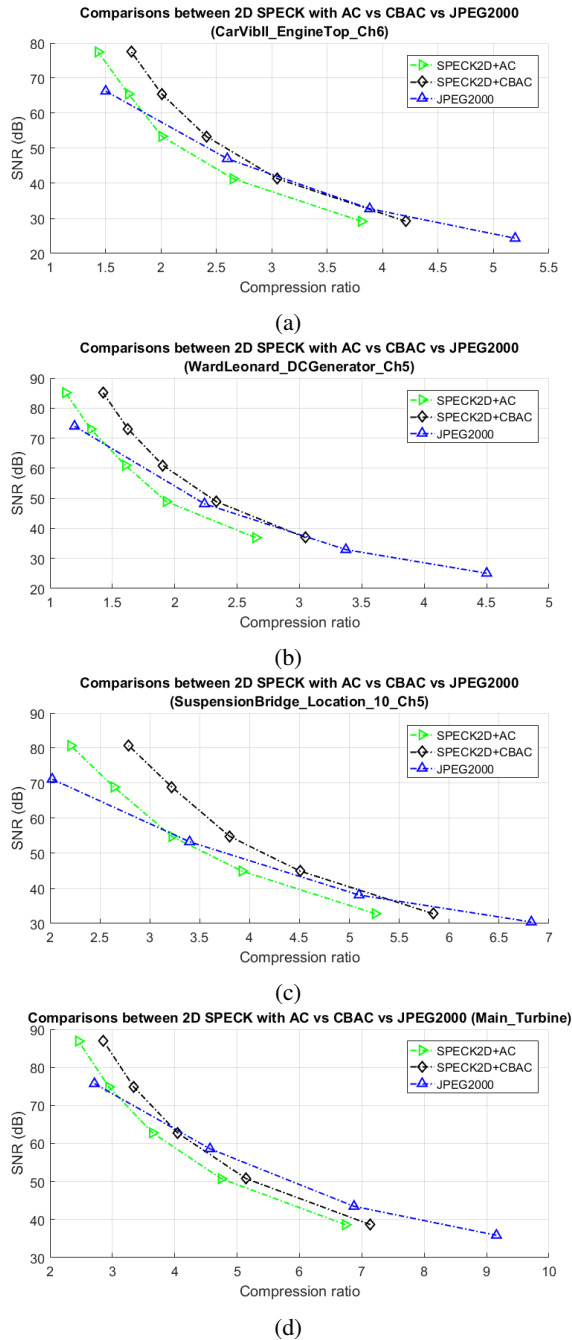 Comparisons between 2D SPECK with AC vs CBAC vs JPEG2000
(CarVibII_EngineTop_Ch6)
80
70
60
50
40
30
20
SNR (dB)
SPECK2D+AC
SPECK2D+CBAC
JPEG2000
1 1.5 2 2.5 3 3.5 4 4.5 5 5.5
Compression ratio
(a)
Comparisons between 2D SPECK with AC vs CBAC vs JPEG2000
(WardLeonard_DCGenerator_Ch5)
90
80
70
60
50
40
30
20
SNR (dB)
SPECK2D+AC
SPECK2D+CBAC
JPEG2000
1 1.5 2 2.5 3 3.5 4 4.5 5
Compression ratio
(b)
Comparisons between 2D SPECK with AC vs CBAC vs JPEG2000
(SuspensionBridge_Location_10_Ch5)
90
80
70
60
50
40
30
SNR (dB)
SPECK2D+AC
SPECK2D+CBAC
JPEG2000
2 2.5 3 3.5 4 4.5 5 5.5 6 6.5 7
Compression ratio
(c)
Comparisons between 2D SPECK with AC vs CBAC vs JPEG2000 (Main_Turbine)
90
80
70
60
50
40
30
SNR (dB)
SPECK2D+AC
SPECK2D+CBAC
JPEG2000
2 3 4 5 6 7 8 9 10
Compression ratio
(d)